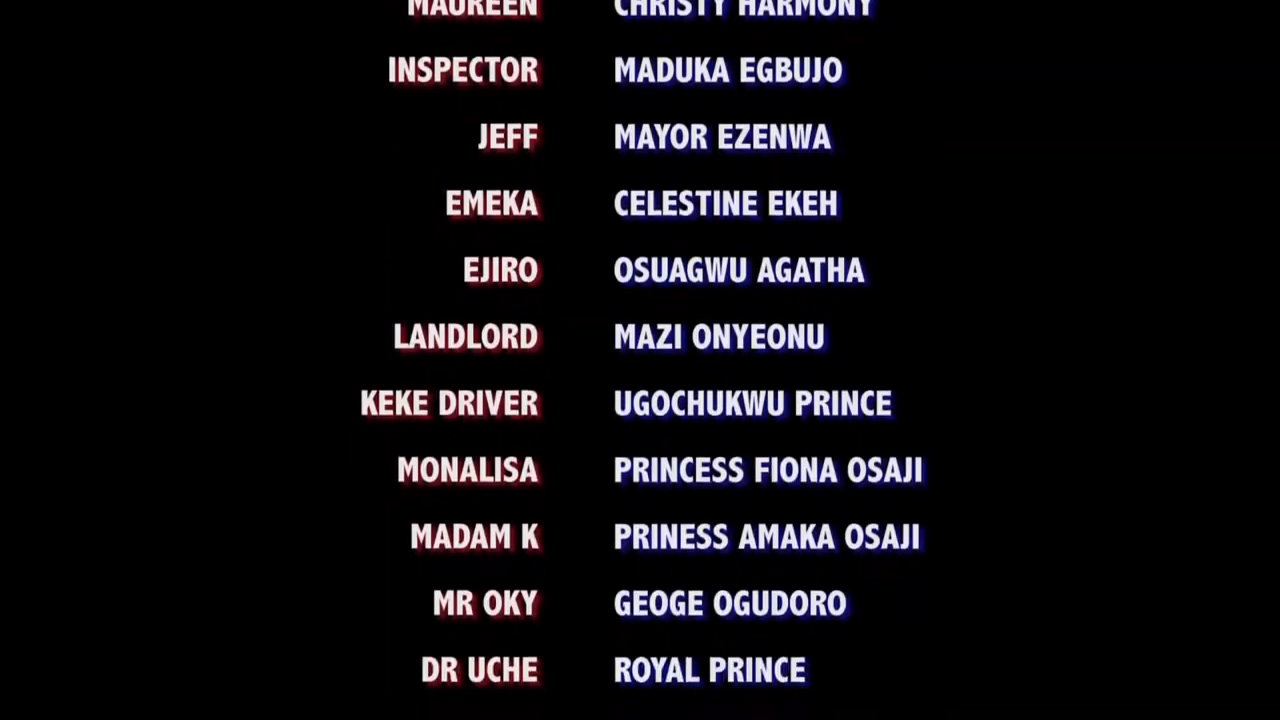 MAUREEN CHRISTY HARMONY
INSPECTOR MADUKA EGBUJO
JEFF MAYOR EZENWA
EMEKA CELESTINE EKEH
EJIRO OSUAGWU AGATHA
LANDLORD MAZI ONYEONU
KEKE DRIVER UGOCHUKWU PRINCE
MONALISA PRINCESS FIONA OSAJI
MADAM K PRINESS AMAKA OSAJI
MR OKY GEOGE OGUDORO
DR UCHE ROYAL PRINCE